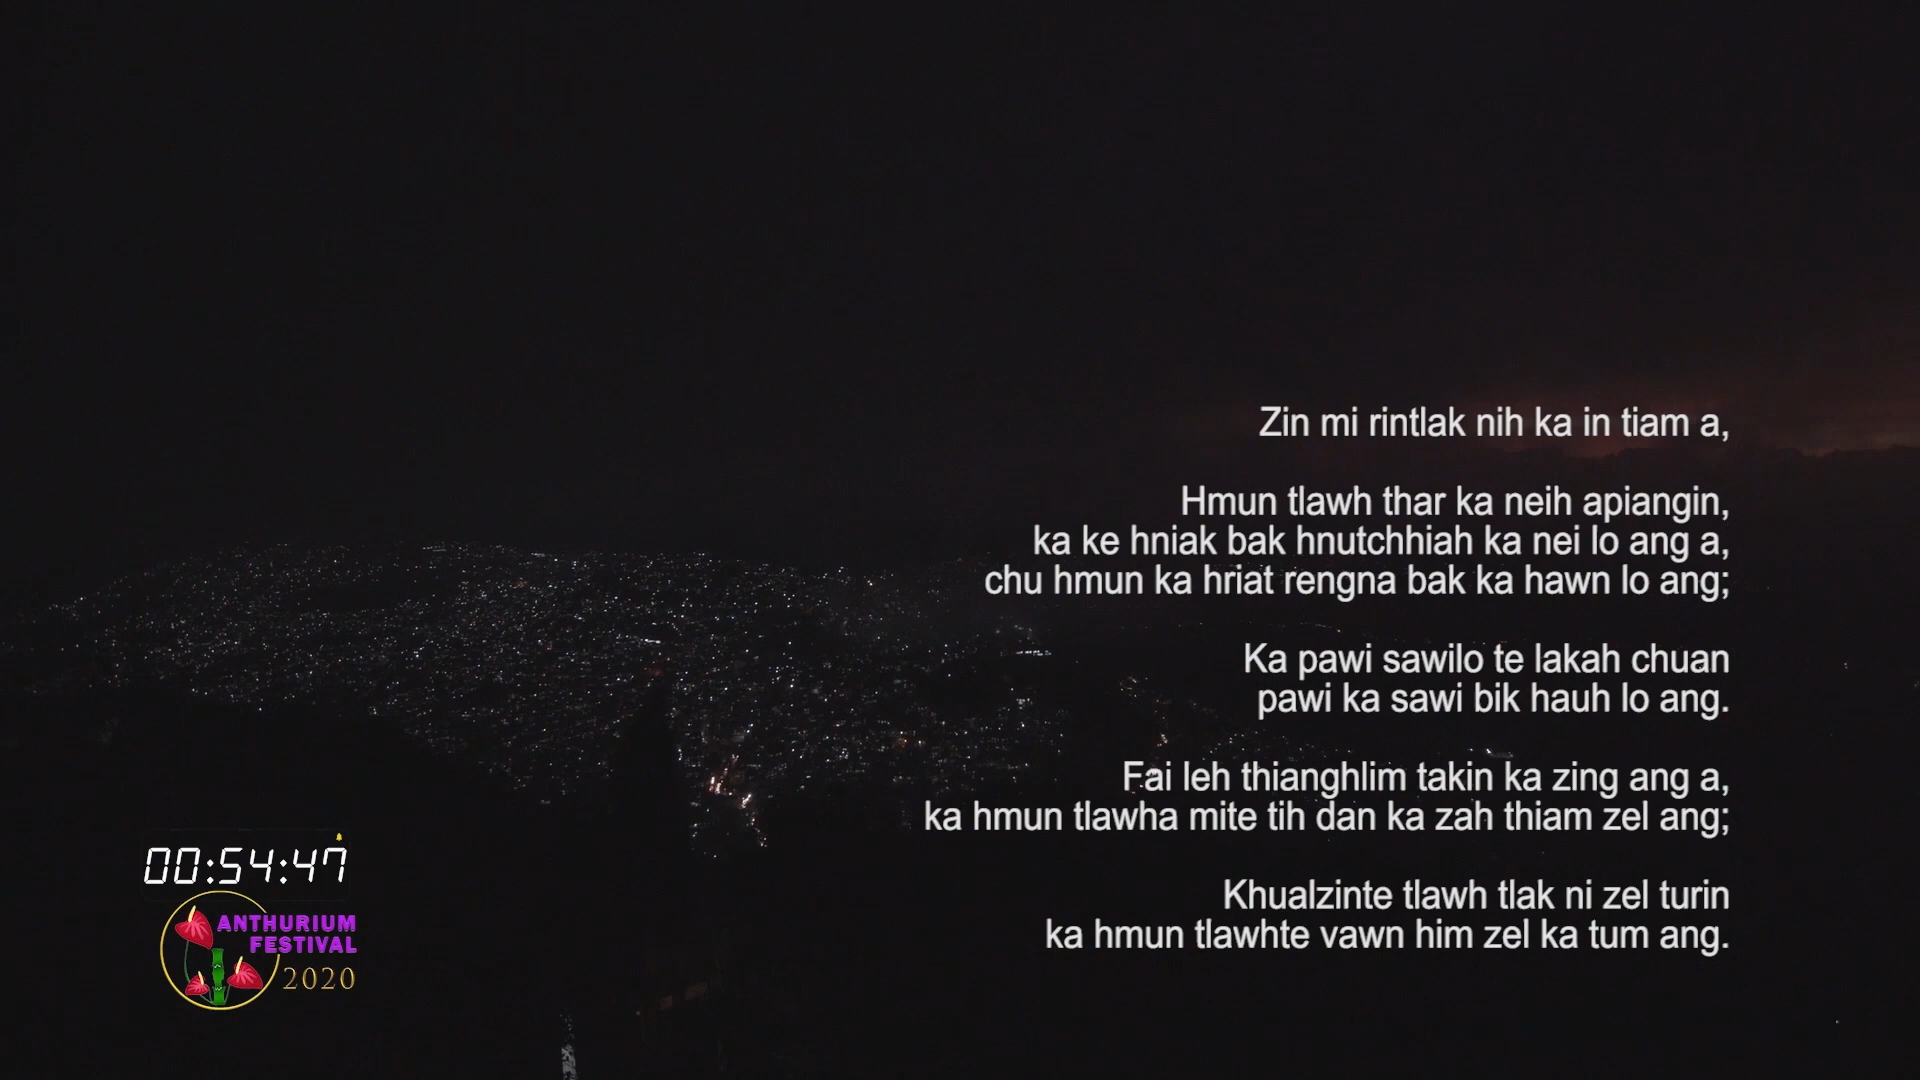 Zin mi rintlak nih ka in tiam a,
Hmun tlawh thar ka neih apiangin,
ka ke hniak bak hnutchhiah ka nei lo ang a,
chu hmun ka hriat rengna bak ka hawn lo ang;
Ka pawi sawilo te lakah chuan
pawi ka sawi bik hauh lo ang.
Fai leh thianghlim takin ka zing ang a,
ka hmun tlawha mite tih dan ka zah thiam zel ang;
Khualzinte tlawh tlak ni zel turin
ka hmun tlawhte vawn him zel ka tum ang.
00:54:47
ANTHURIUM
FESTIVAL
2020